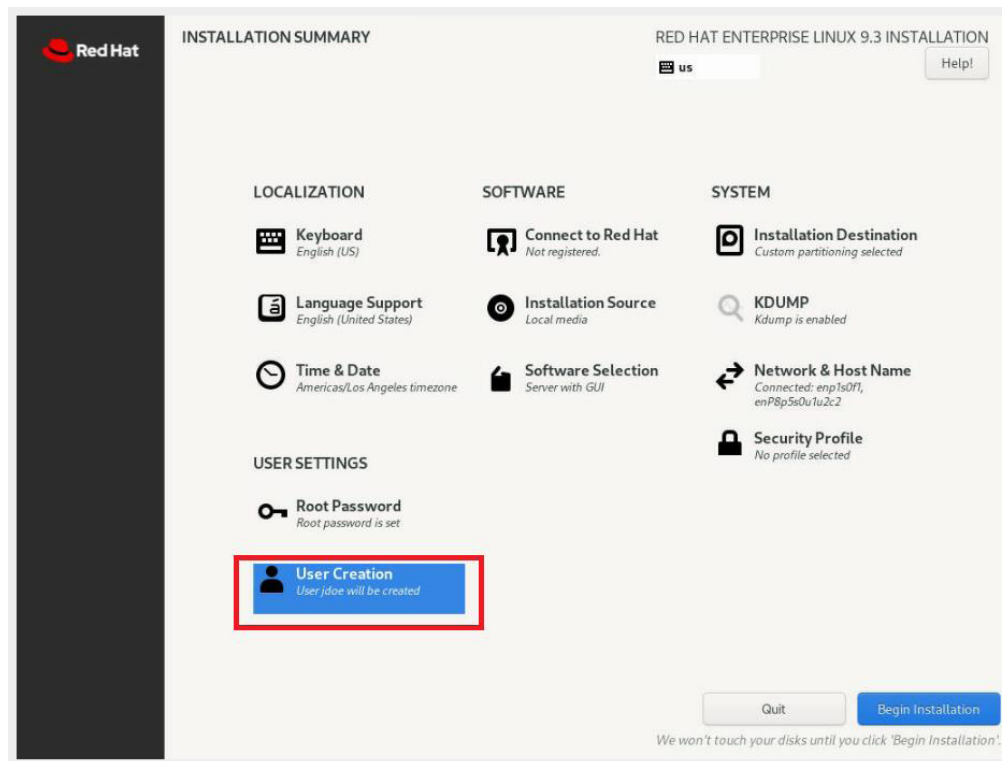 Red Hat
INSTALLATION SUMMARY
RED HAT ENTERPRISE LINUX 9.3 INSTALLATION
us
Help!
LOCALIZATION
Keyboard
English (US)
Language Support
English (United States)
Time & Date
Americas/Los Angeles timezone
SOFTWARE
Connect to Red Hat
Not registered.
Installation Source
Local media
Software Selection
Server with GUI
SYSTEM
Installation Destination
Custom partitioning selected
KDUMP
Kdump is enabled
Network & Host Name
Connected: enp1s0f1,
enP8p5s0u1u2c2
Security Profile
No profile selected
USER SETTINGS
Root Password
Root password is set
User Creation
User jdoe will be created
Quit
Begin Installation
We won't touch your disks until you click 'Begin Installation'.